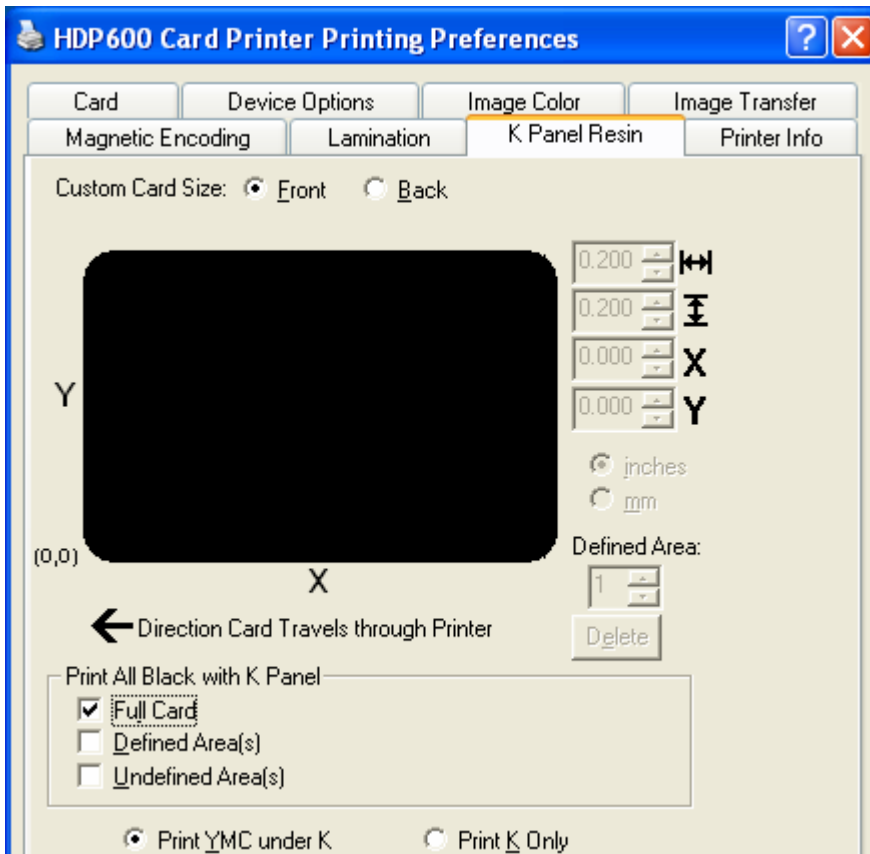 HDP600 Card Printer Printing Preferences
Card Device Options Image Color Image Transfer
Magnetic Encoding Lamination K Panel Resin Printer Info
Custom Card Size: Front Back
0.200
0.200
0.000 X
0.000 Y
Y
inches
mm
(0,0)
X
Defined Area:
1
Direction Card Travels through Printer
Delete
Print All Black with K Panel
Full Card
Defined Area(s)
Undefined Area(s)
Print YMC under K Print K Only